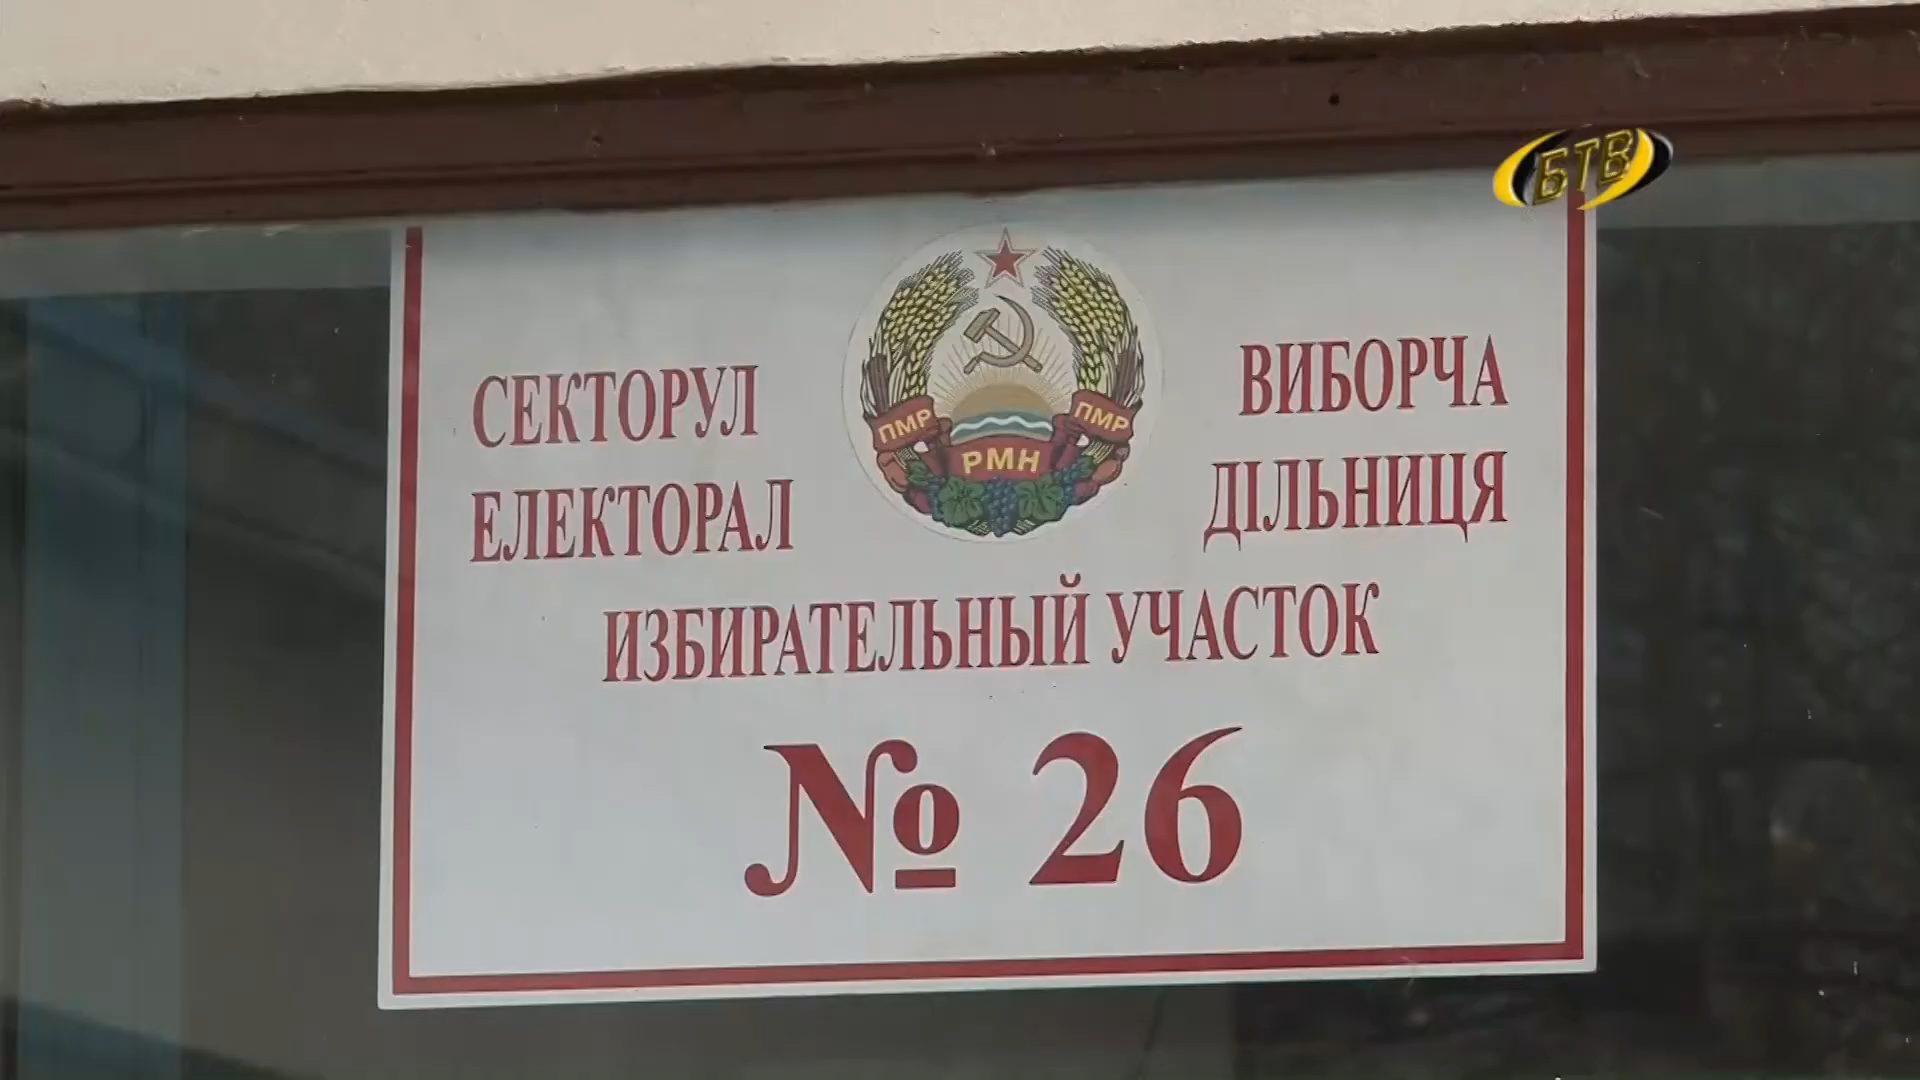 БТВ
СЕКТОРУЛ
ЕЛЕКТОРАЛ
ПМР
РМН
ПМР
ВИБОРЧА
ДІЛЬНИЦЯ
ИЗБИРАТЕЛЬНЫЙ УЧАСТОК
№ 26